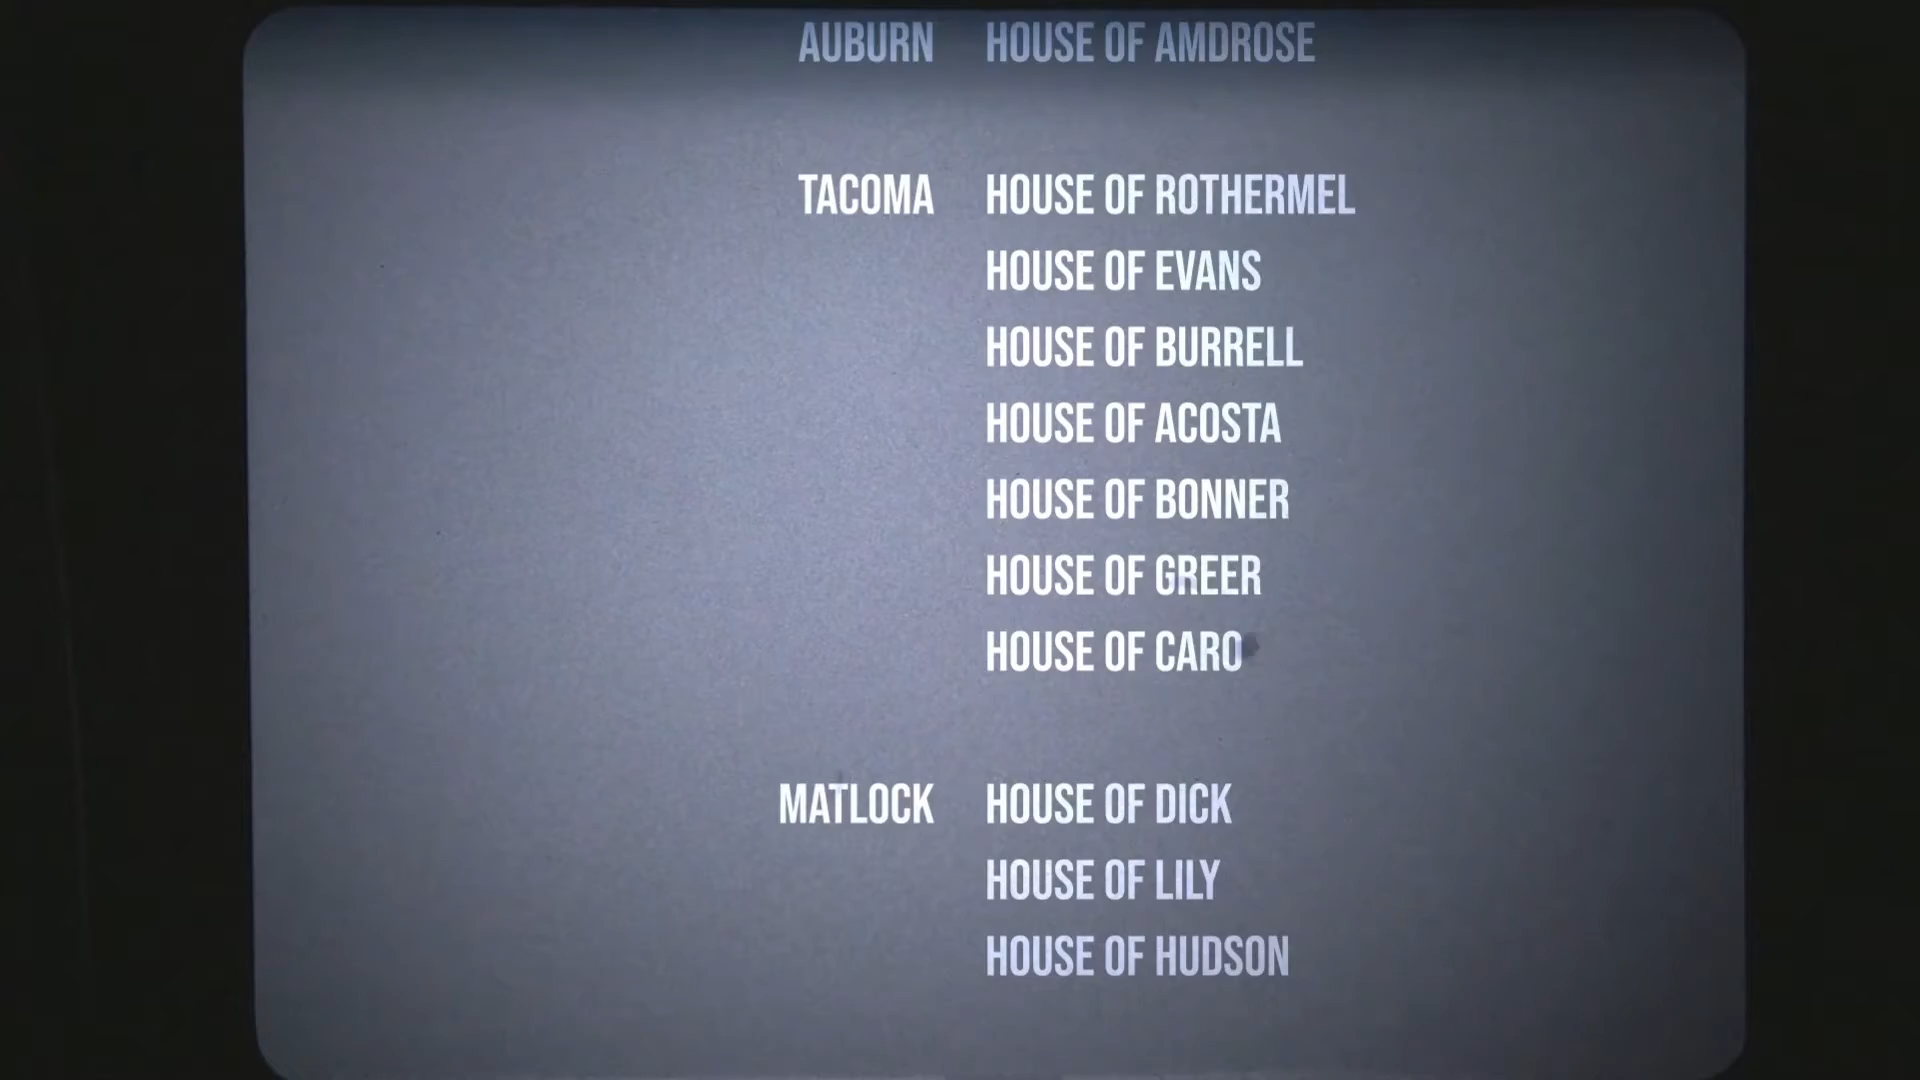 AUBURN HOUSE OF AMDROSE
TACOMA HOUSE OF ROTHERMEL
HOUSE OF EVANS
HOUSE OF BURRELL
HOUSE OF ACOSTA
HOUSE OF BONNER
HOUSE OF GREER
HOUSE OF CARO
MATLOCK HOUSE OF DICK
HOUSE OF LILY
HOUSE OF HUDSON